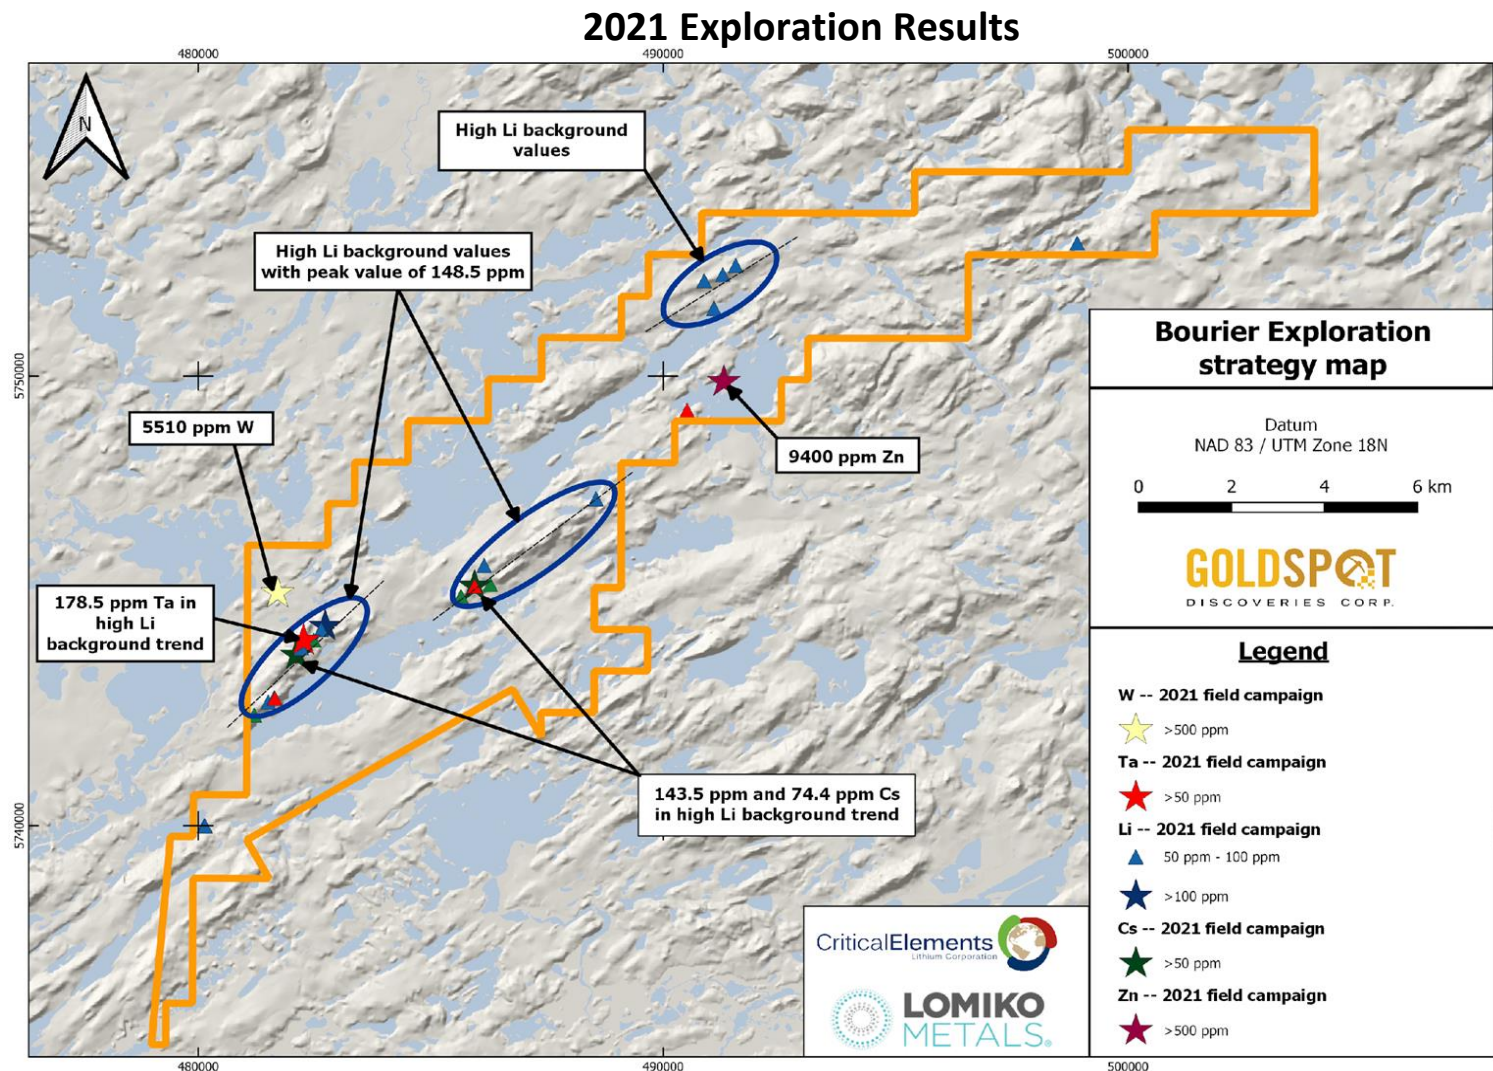 2021 Exploration Results
480000
490000
500000
N
High Li background
values
High Li background values
with peak value of 148.5 ppm
5750000
5510 ppm W
9400 ppm Zn
178.5 ppm Ta in
high Li
background trend
143.5 ppm and 74.4 ppm Cs
in high Li background trend
5740000
480000
490000
500000
Bourier Exploration
strategy map
Datum
NAD 83 / UTM Zone 18N
0 2 4 6 km
GOLDSPOT
DISCOVERIES CORP.
Legend
W -- 2021 field campaign
>500 ppm
Ta -- 2021 field campaign
>50 ppm
Li -- 2021 field campaign
50 ppm - 100 ppm
>100 ppm
Cs -- 2021 field campaign
>50 ppm
Zn -- 2021 field campaign
>500 ppm
CriticalElements
Lithium Corporation
LOMIKO
METALS.